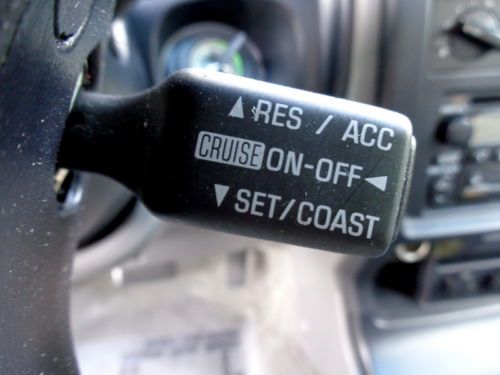 RES / ACC
CRUISE ON-OFF
SET/COAST